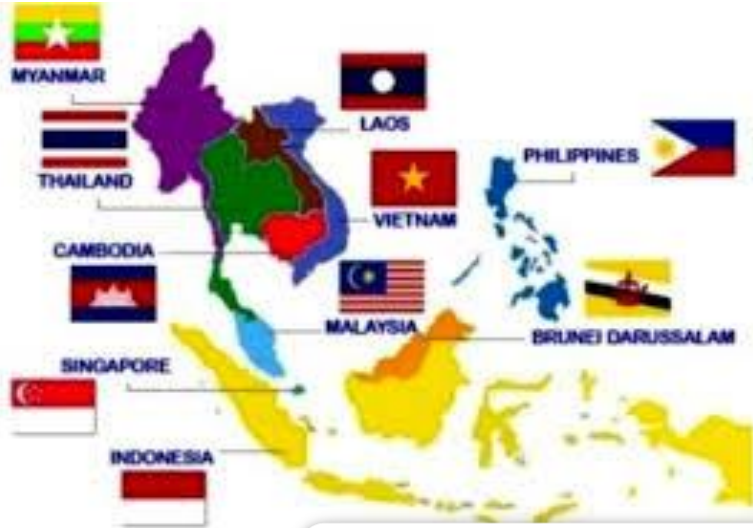 MYANMAR
LAOS
PHILIPPINES
THAILAND
VIETNAM
CAMBODIA
MALAYSIA
BRUNEI DARUSSALAM
SINGAPORE
INDONESIA